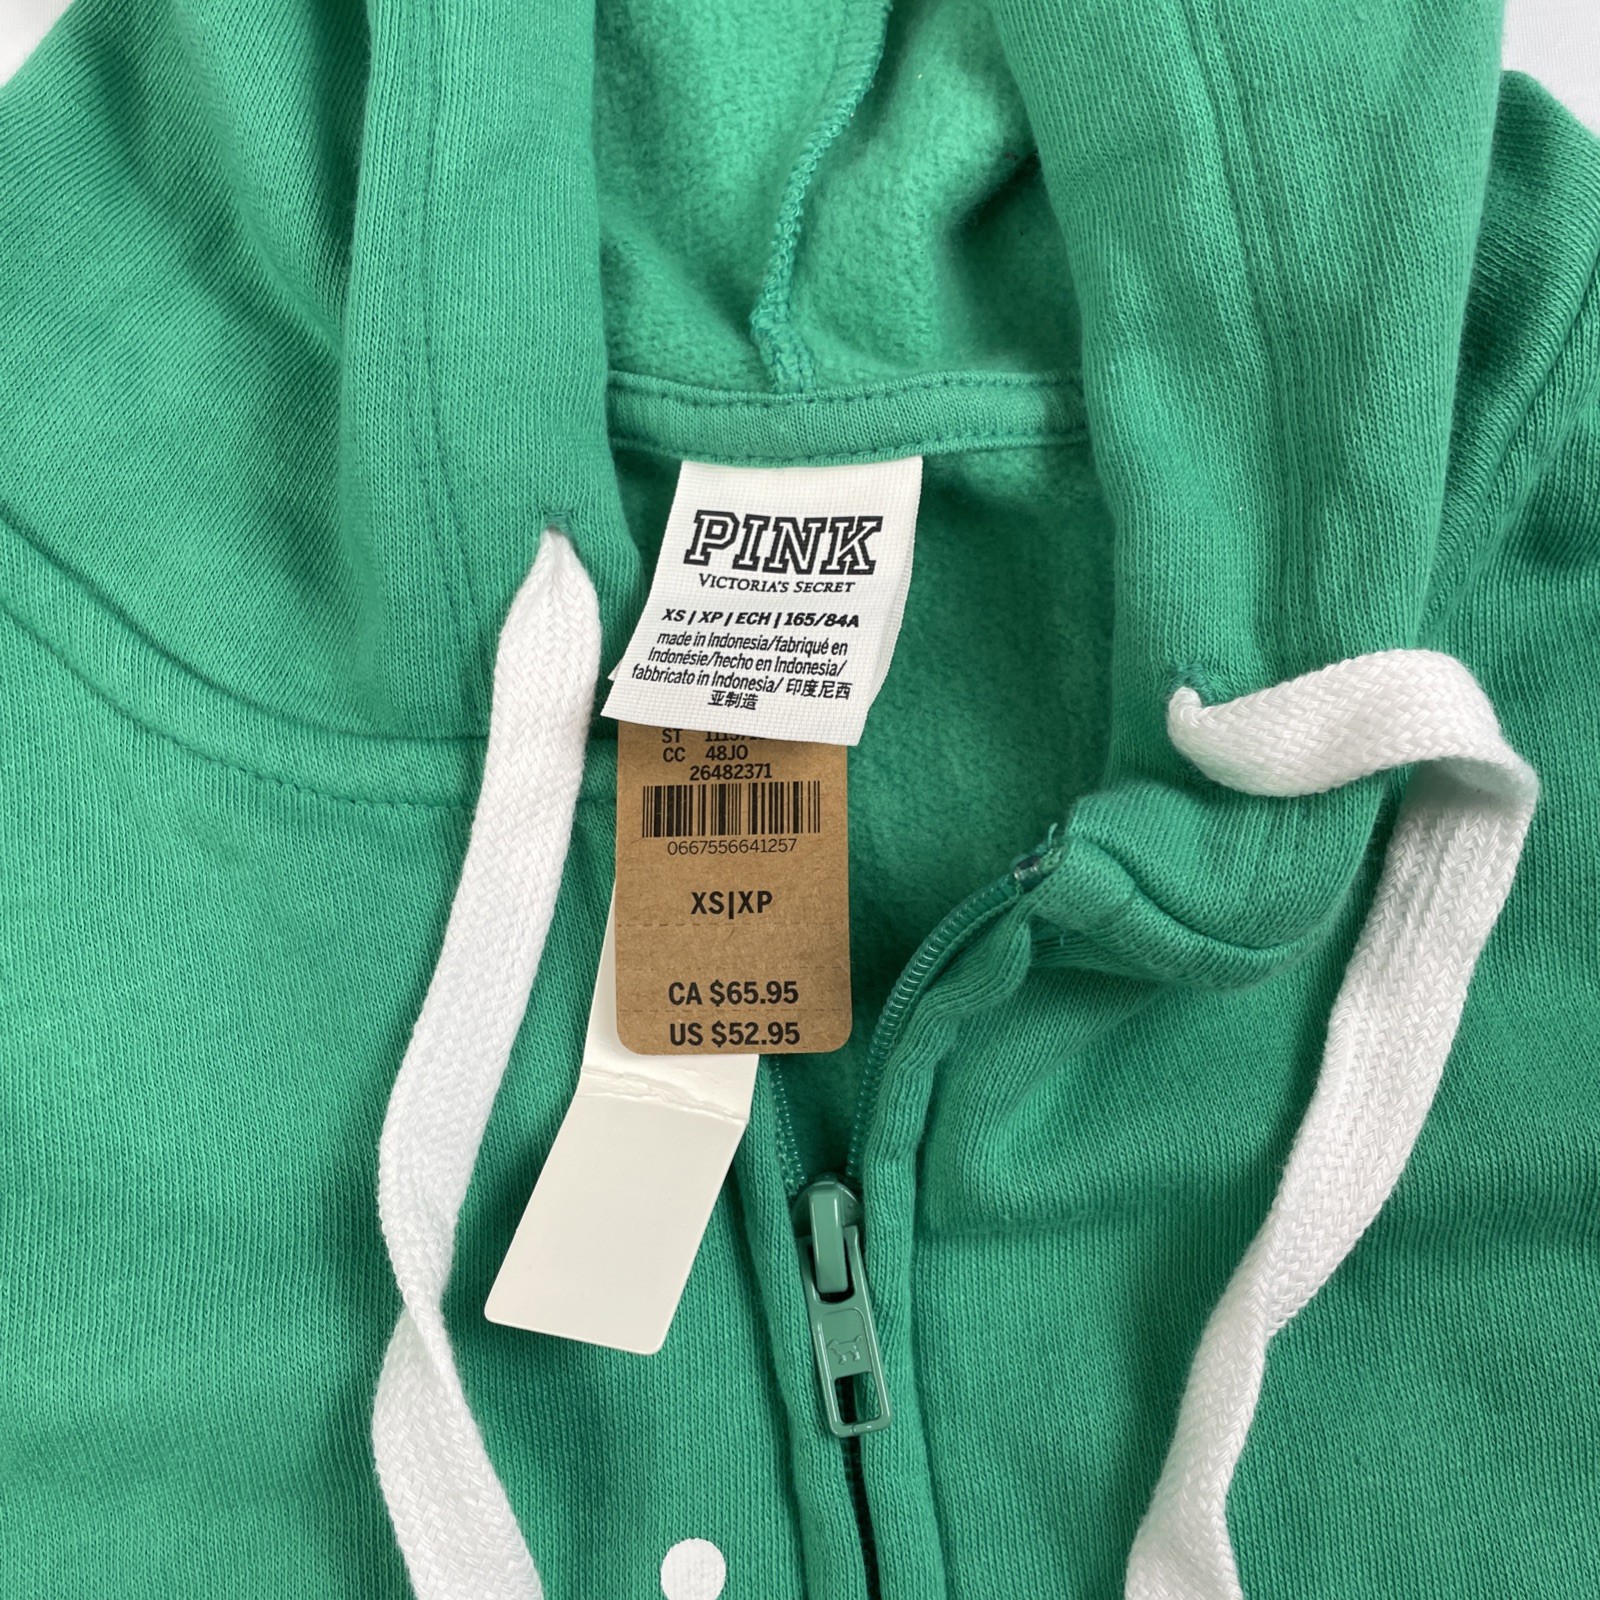 PINK
VICTORIA'S SECRET
XS | XP | ECH | 165/84A
made in Indonesia/fabriqué en
Indonésie/hecho en Indonesia/
fabbricato in Indonesia/ 印度尼西
亚制造
ST
CC 48JO
26482371
0667556641257
XS|XP
CA $65.95
US $52.95